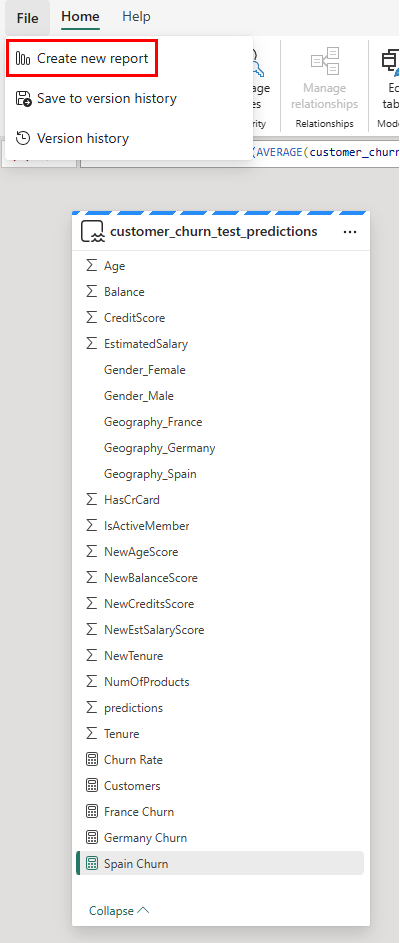 File Home Help
Create new report
Save to version history
Version history
Manage
relationships
Relationships
(AVERAGE(customer_churn
customer_churn_test_predictions
Age
Balance
CreditScore
EstimatedSalary
Gender_Female
Gender_Male
Geography_France
Geography_Germany
Geography_Spain
HasCrCard
IsActiveMember
NewAgeScore
NewBalanceScore
NewCreditsScore
NewEstSalaryScore
NewTenure
NumOfProducts
predictions
Tenure
Churn Rate
Customers
France Churn
Germany Churn
Spain Churn
Collapse